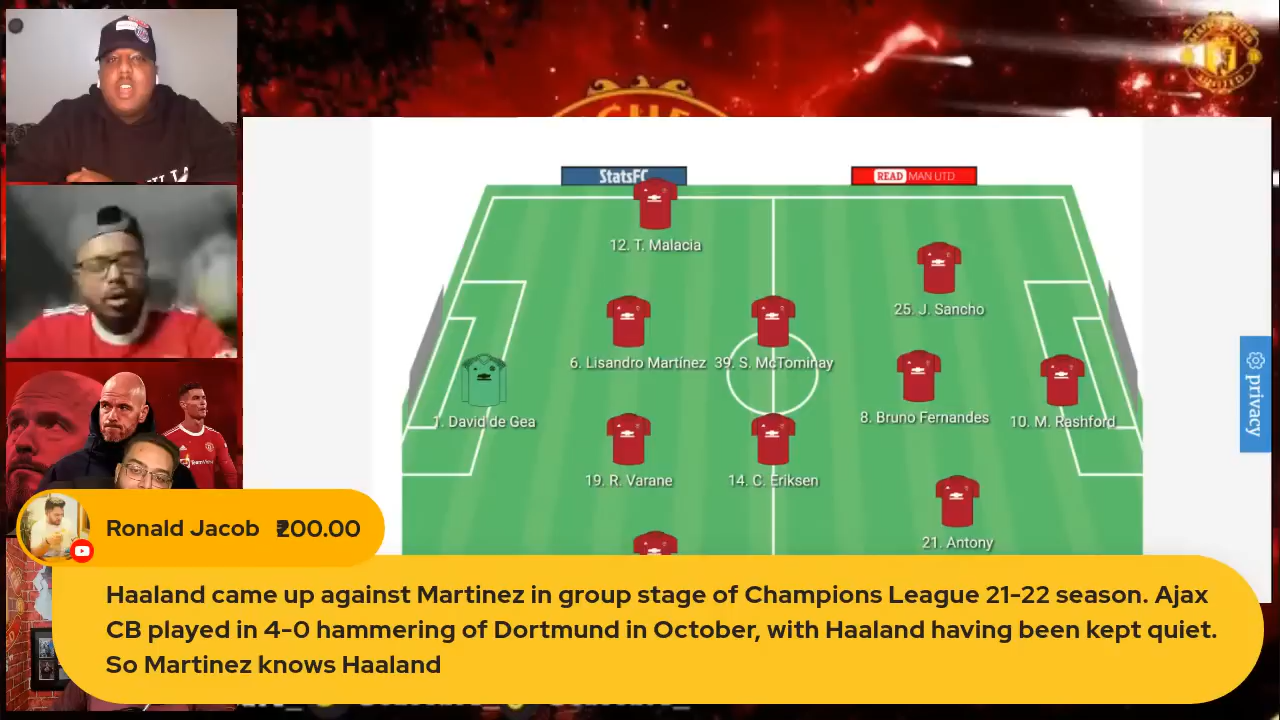 StatsFC
READ MAN UTD
12. T. Malacia
25. J. Sancho
6. Lisandro Martínez
39. S. McTominay
1. David de Gea
8. Bruno Fernandes
10. M. Rashford
19. R. Varane
14. C. Eriksen
21. Antony
privacy
Ronald Jacob ₹200.00
Haaland came up against Martinez in group stage of Champions League 21-22 season. Ajax
CB played in 4-0 hammering of Dortmund in October, with Haaland having been kept quiet.
So Martinez knows Haaland